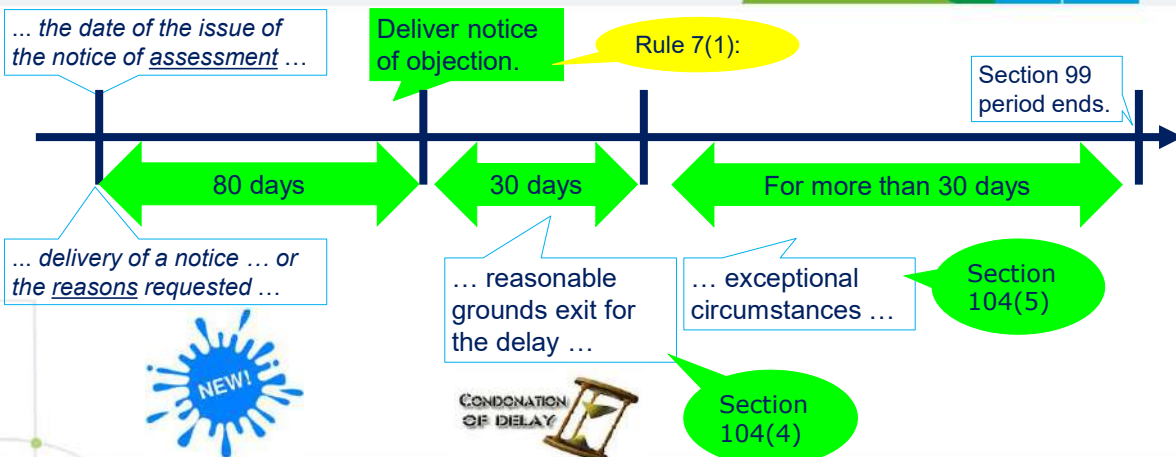 ... the date of the issue of
the notice of assessment …
Deliver notice
of objection.
Rule 7(1):
Section 99
period ends.
80 days
30 days
For more than 30 days
... delivery of a notice … or
the reasons requested …
… reasonable
grounds exit for
the delay …
… exceptional
circumstances …
Section
104(5)
NEW!
CONDONATION
OF DELAY
Section
104(4)